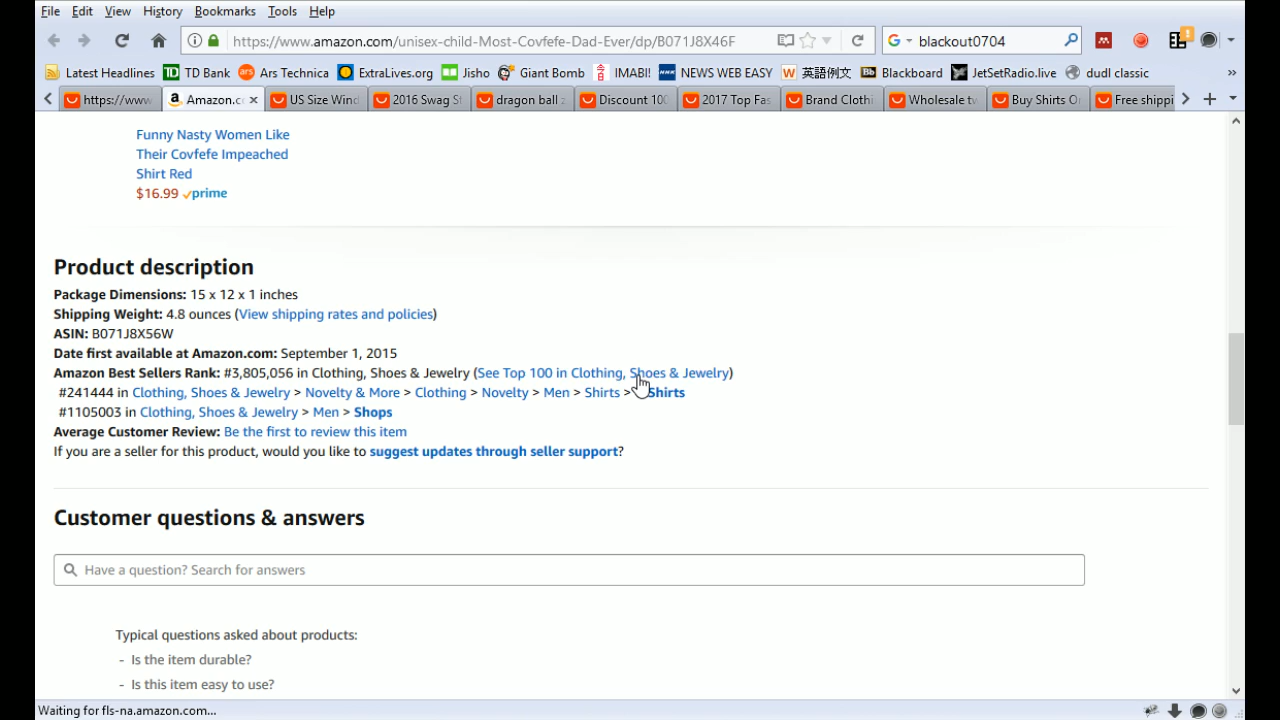 File Edit View History Bookmarks Tools Help
https://www.amazon.com/unisex-child-Most-Covfefe-Dad-Ever/dp/B071J8X46F
blackout0704
Latest Headlines TD Bank Ars Technica ExtraLives.org Jisho Giant Bomb IMABI! NEWS WEB EASY 英語例文 Blackboard JetSetRadio.live dudl classic
https://www Amazon.c US Size Wind 2016 Swag S dragon ball z Discount 100 2017 Top Fas Brand Clothi Wholesale tv Buy Shirts O Free shippi
Funny Nasty Women Like
Their Covfefe Impeached
Shirt Red
$16.99 prime
Product description
Package Dimensions: 15 x 12 x 1 inches
Shipping Weight: 4.8 ounces (View shipping rates and policies)
ASIN: B071J8X56W
Date first available at Amazon.com: September 1, 2015
Amazon Best Sellers Rank: #3,805,056 in Clothing, Shoes & Jewelry (See Top 100 in Clothing, Shoes & Jewelry)
#241444 in Clothing, Shoes & Jewelry > Novelty & More > Clothing > Novelty > Men > Shirts > Shirts
#1105003 in Clothing, Shoes & Jewelry > Men > Shops
Average Customer Review: Be the first to review this item
If you are a seller for this product, would you like to suggest updates through seller support?
Customer questions & answers
Have a question? Search for answers
Typical questions asked about products:
- Is the item durable?
- Is this item easy to use?
Waiting for fls-na.amazon.com...